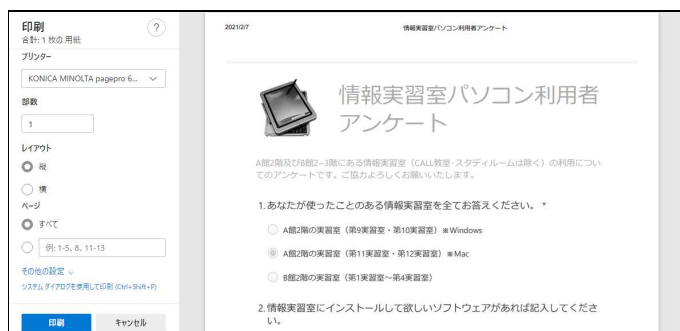 印刷
合計: 1 枚の 用紙
?
プリンター
KONICA MINOLTA pagepro 6...
部数
1
レイアウト
縦
横
ページ
すべて
例: 1-5、8、11-13
その他の設定
システム ダイアログを使用して印刷 (Ctrl+Shift+P)
印刷
キャンセル
2021/2/7
情報実習室パソコン利用者アンケート
情報実習室パソコン利用者
アンケート
A館2階及びB館2~3階にある情報実習室（CALL教室･スタディルームは除く）の利用につい
てのアンケートです。ご協力よろしくお願いいたします。
1.あなたが使ったことのある情報実習室を全てお答えください。 *
A館2階の実習室（第9実習室・第10実習室）※Windows
A館2階の実習室（第11実習室・第12実習室）※Mac
B館2階の実習室（第1実習室～第4実習室）
2.情報実習室にインストールして欲しいソフトウェアがあれば記入してくださ
い。